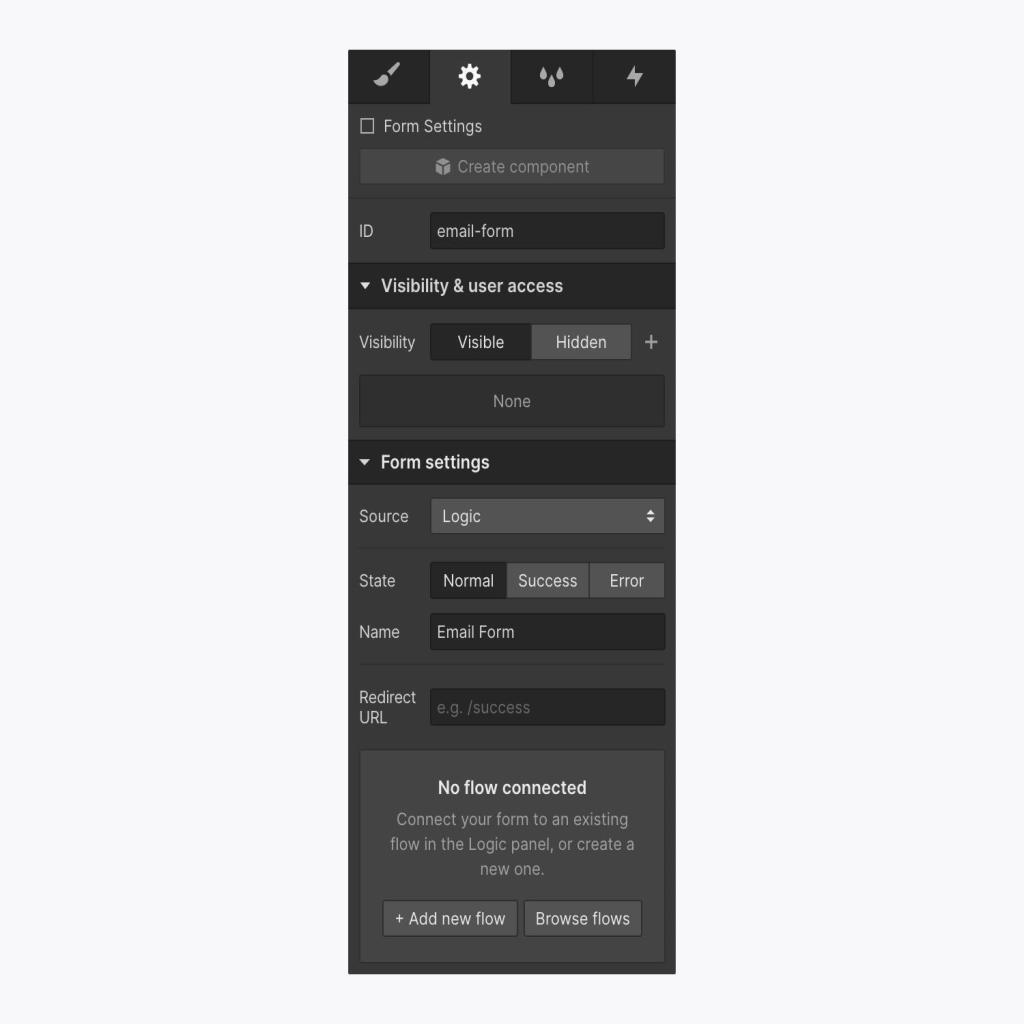 Form Settings
Create component
ID
email-form
Visibility & user access
Visibility
Visible
Hidden
None
Form settings
Source
Logic
State
Normal
Success
Error
Name
Email Form
Redirect
URL
e.g. /success
No flow connected
Connect your form to an existing
flow in the Logic panel, or create a
new one.
+ Add new flow
Browse flows